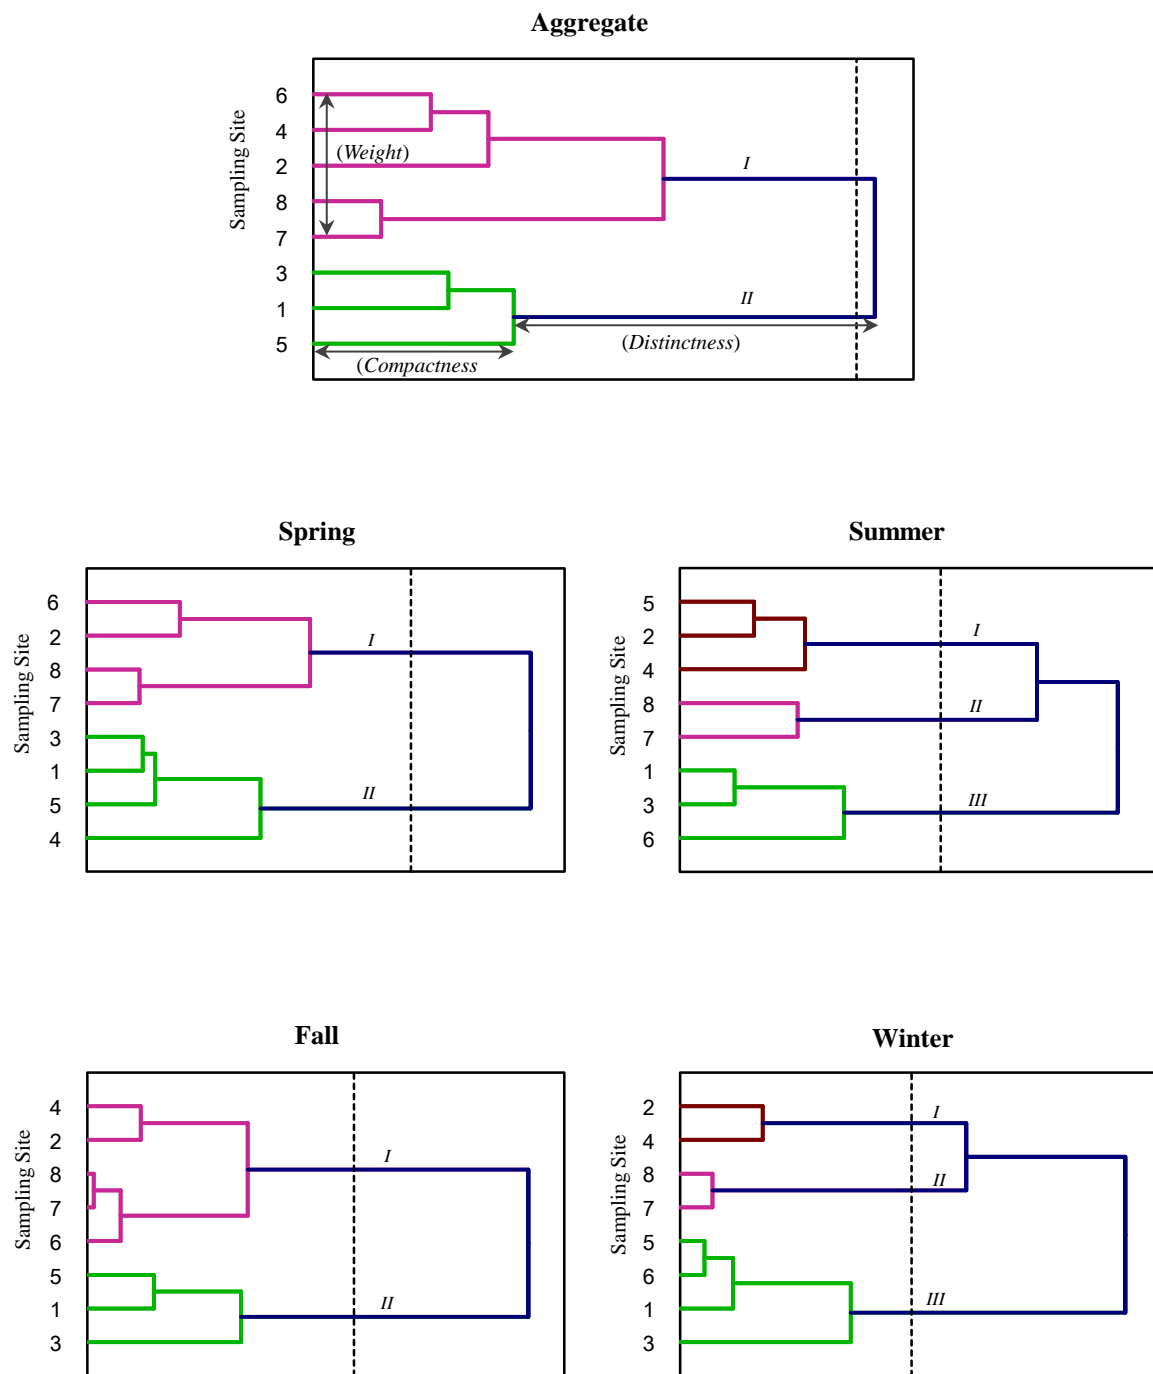 Aggregate
Sampling Site
6
4
(Weight)
2
I
8
7
3
1
II
5
(Distinctness)
(Compactness
Spring
Sampling Site
6
2
I
8
7
3
1
5
II
4
Summer
Sampling Site
5
I
2
4
8
II
7
1
3
III
6
Fall
Sampling Site
4
2
I
8
7
6
5
1
II
3
Winter
Sampling Site
2
I
4
8
II
7
5
6
1
III
3